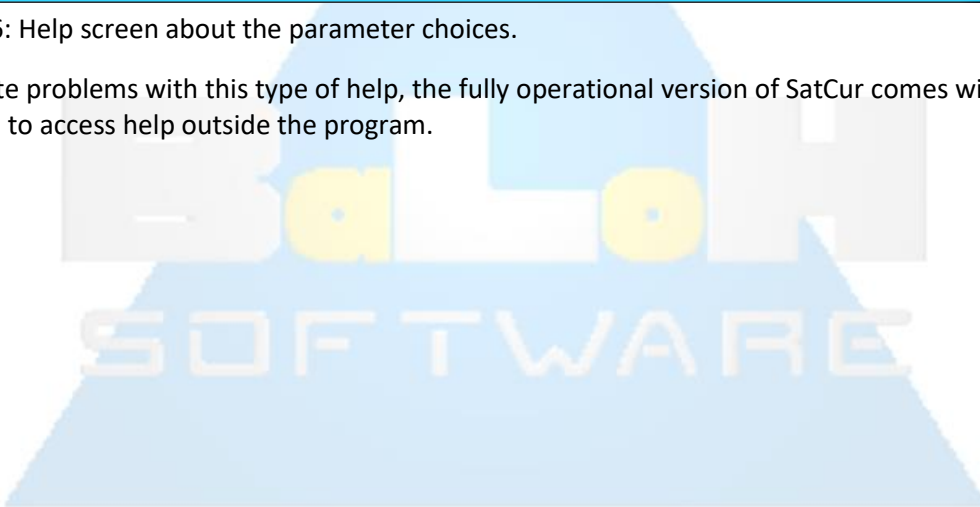 : Help screen about the parameter choices.
te problems with this type of help, the fully operational version of SatCur comes wi
to access help outside the program.
BaLoH
SOFTWARE